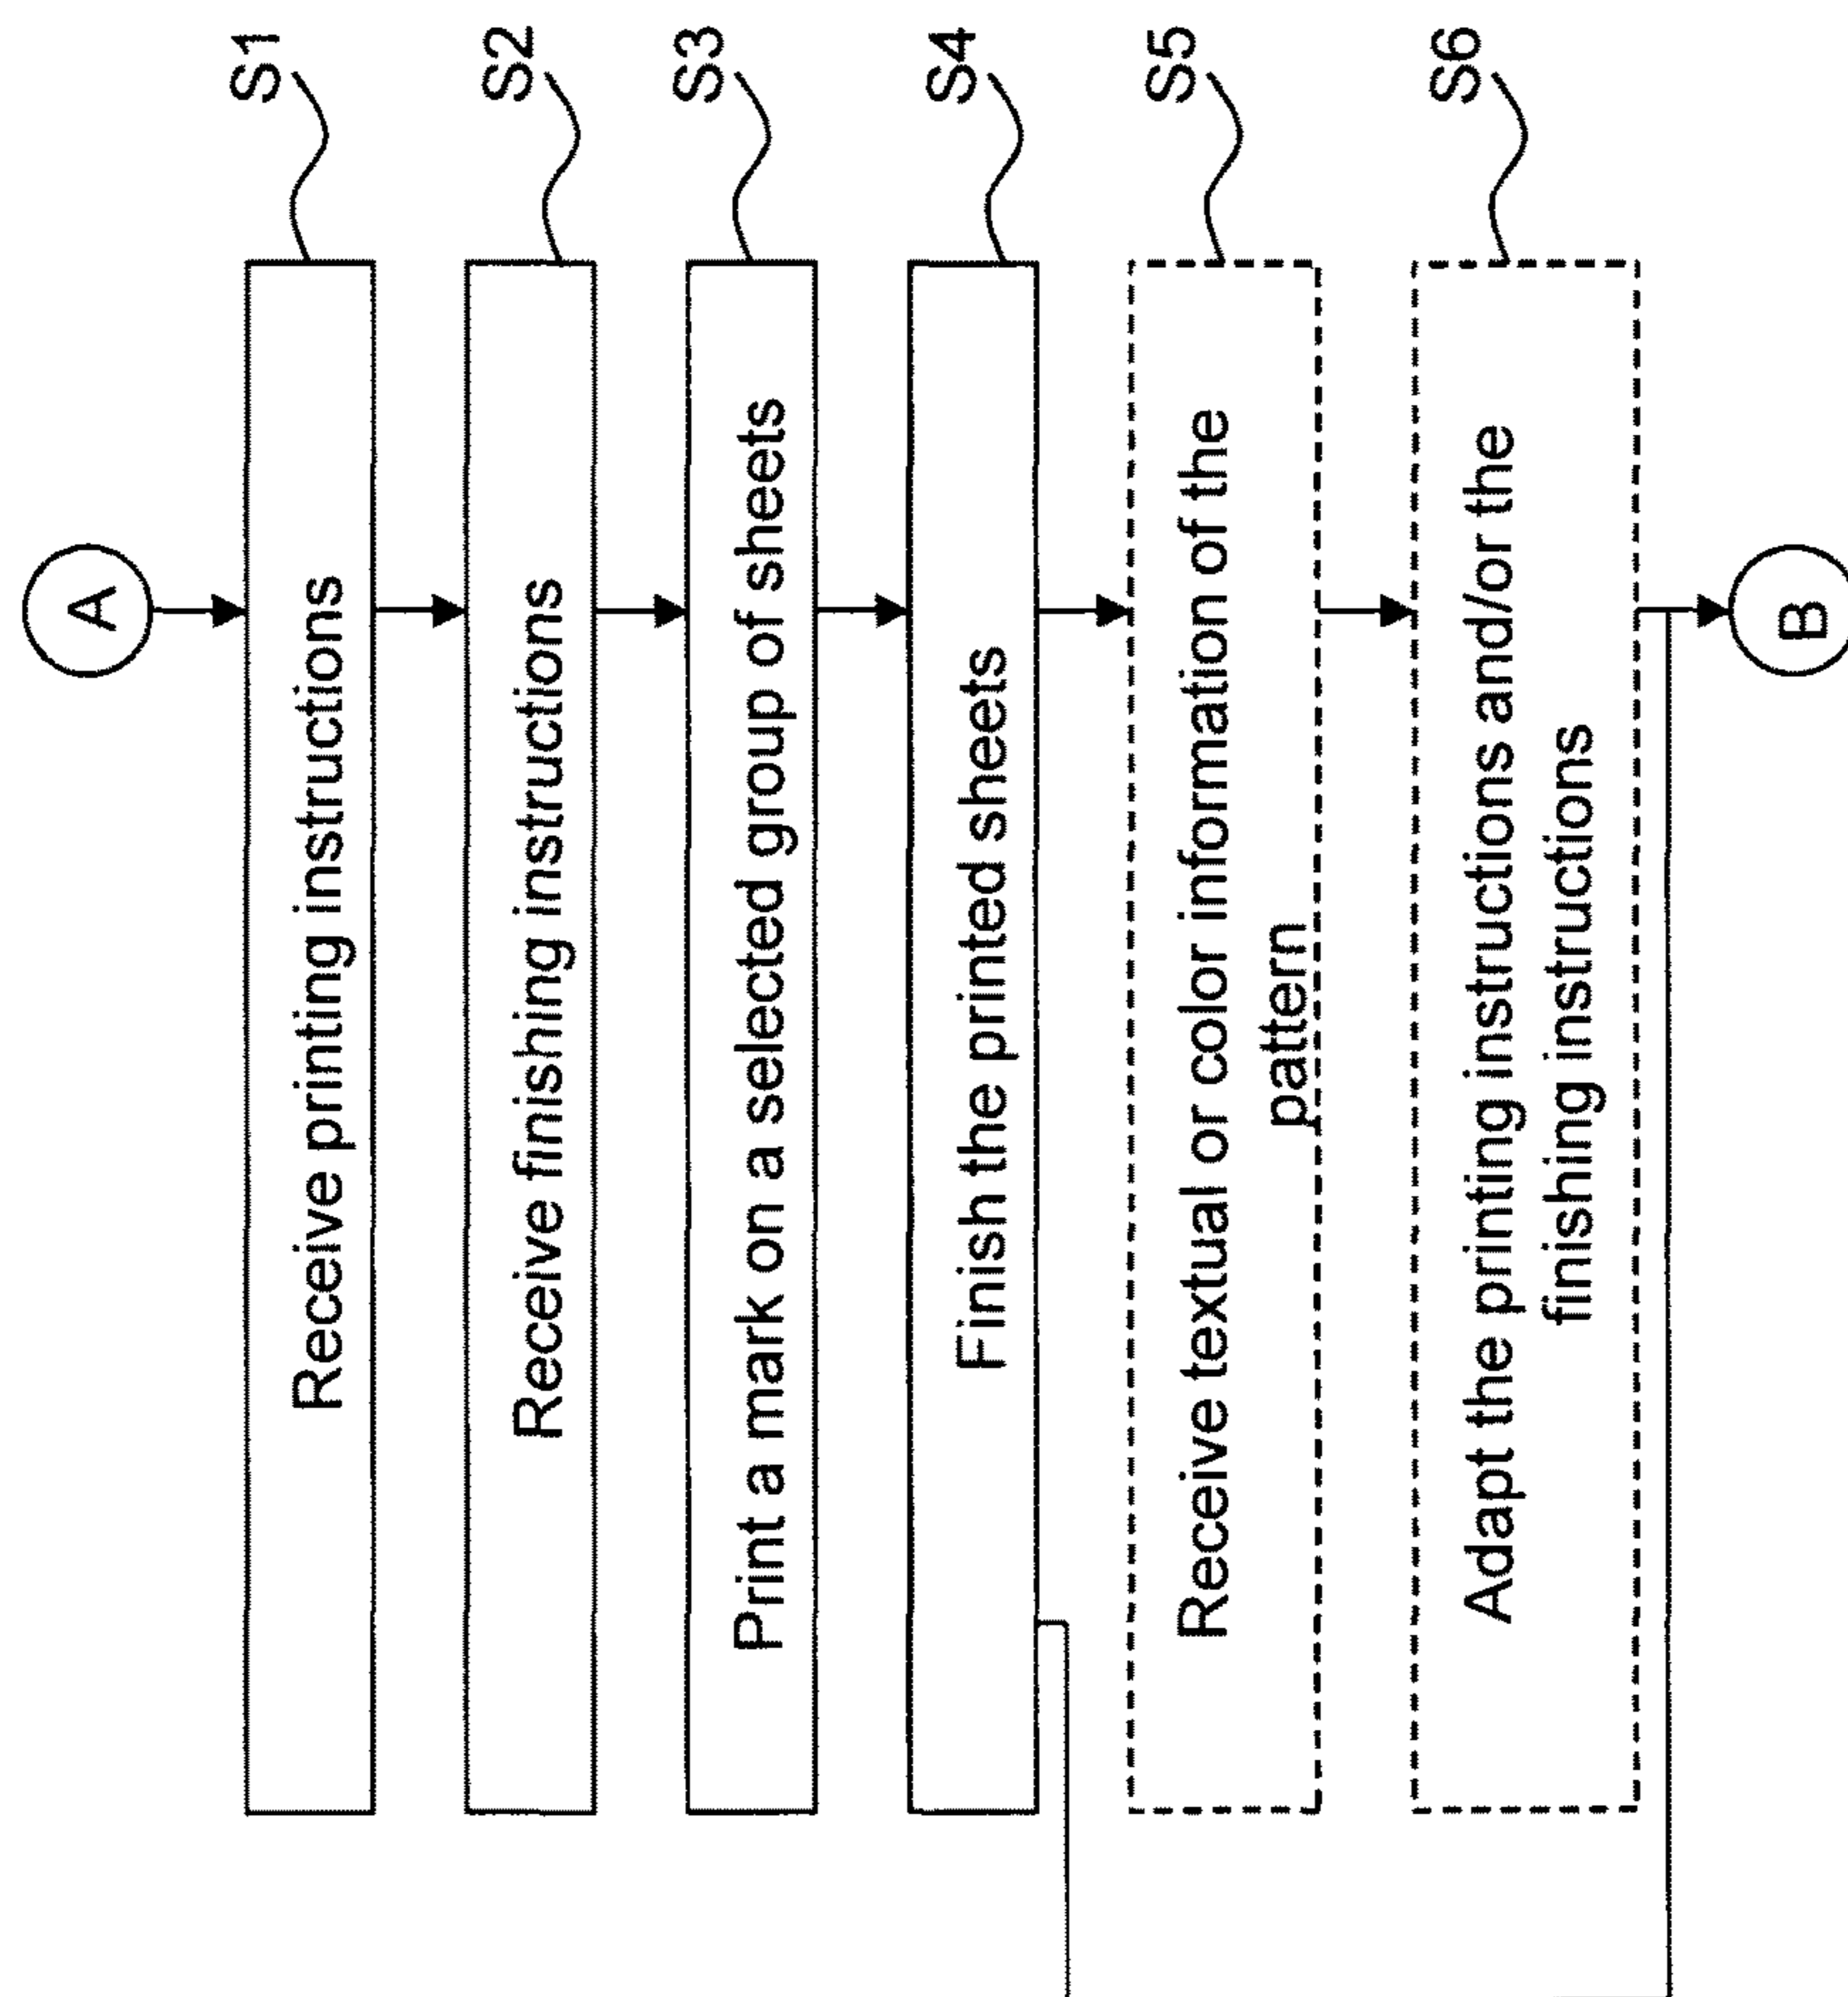 A
S1
Receive printing instructions
S2
Receive finishing instructions
S3
Print a mark on a selected group of sheets
S4
Finish the printed sheets
S5
Receive textual or color information of the
pattern
S6
Adapt the printing instructions and/or the
finishing instructions
B